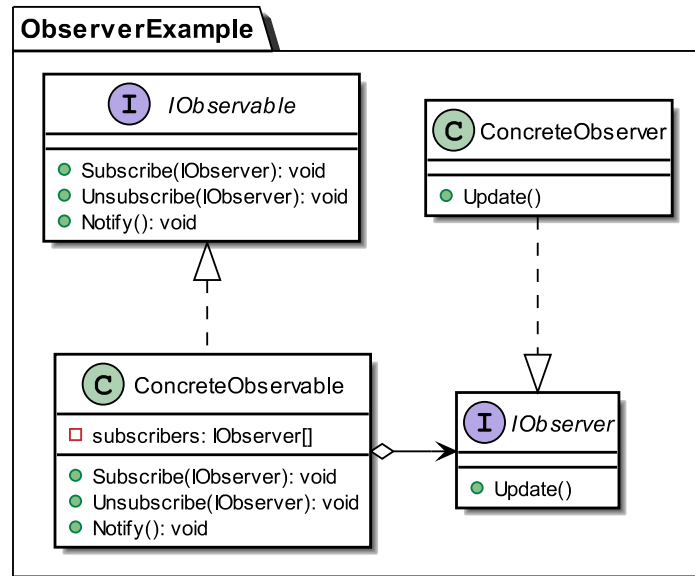 ObserverExample
I IObservable
Subscribe(IObserver): void
Unsubscribe(IObserver): void
Notify(): void
C ConcreteObserver
Update()
C ConcreteObservable
subscribers: IObserver[]
Subscribe(IObserver): void
Unsubscribe(IObserver): void
Notify(): void
I IObserver
Update()